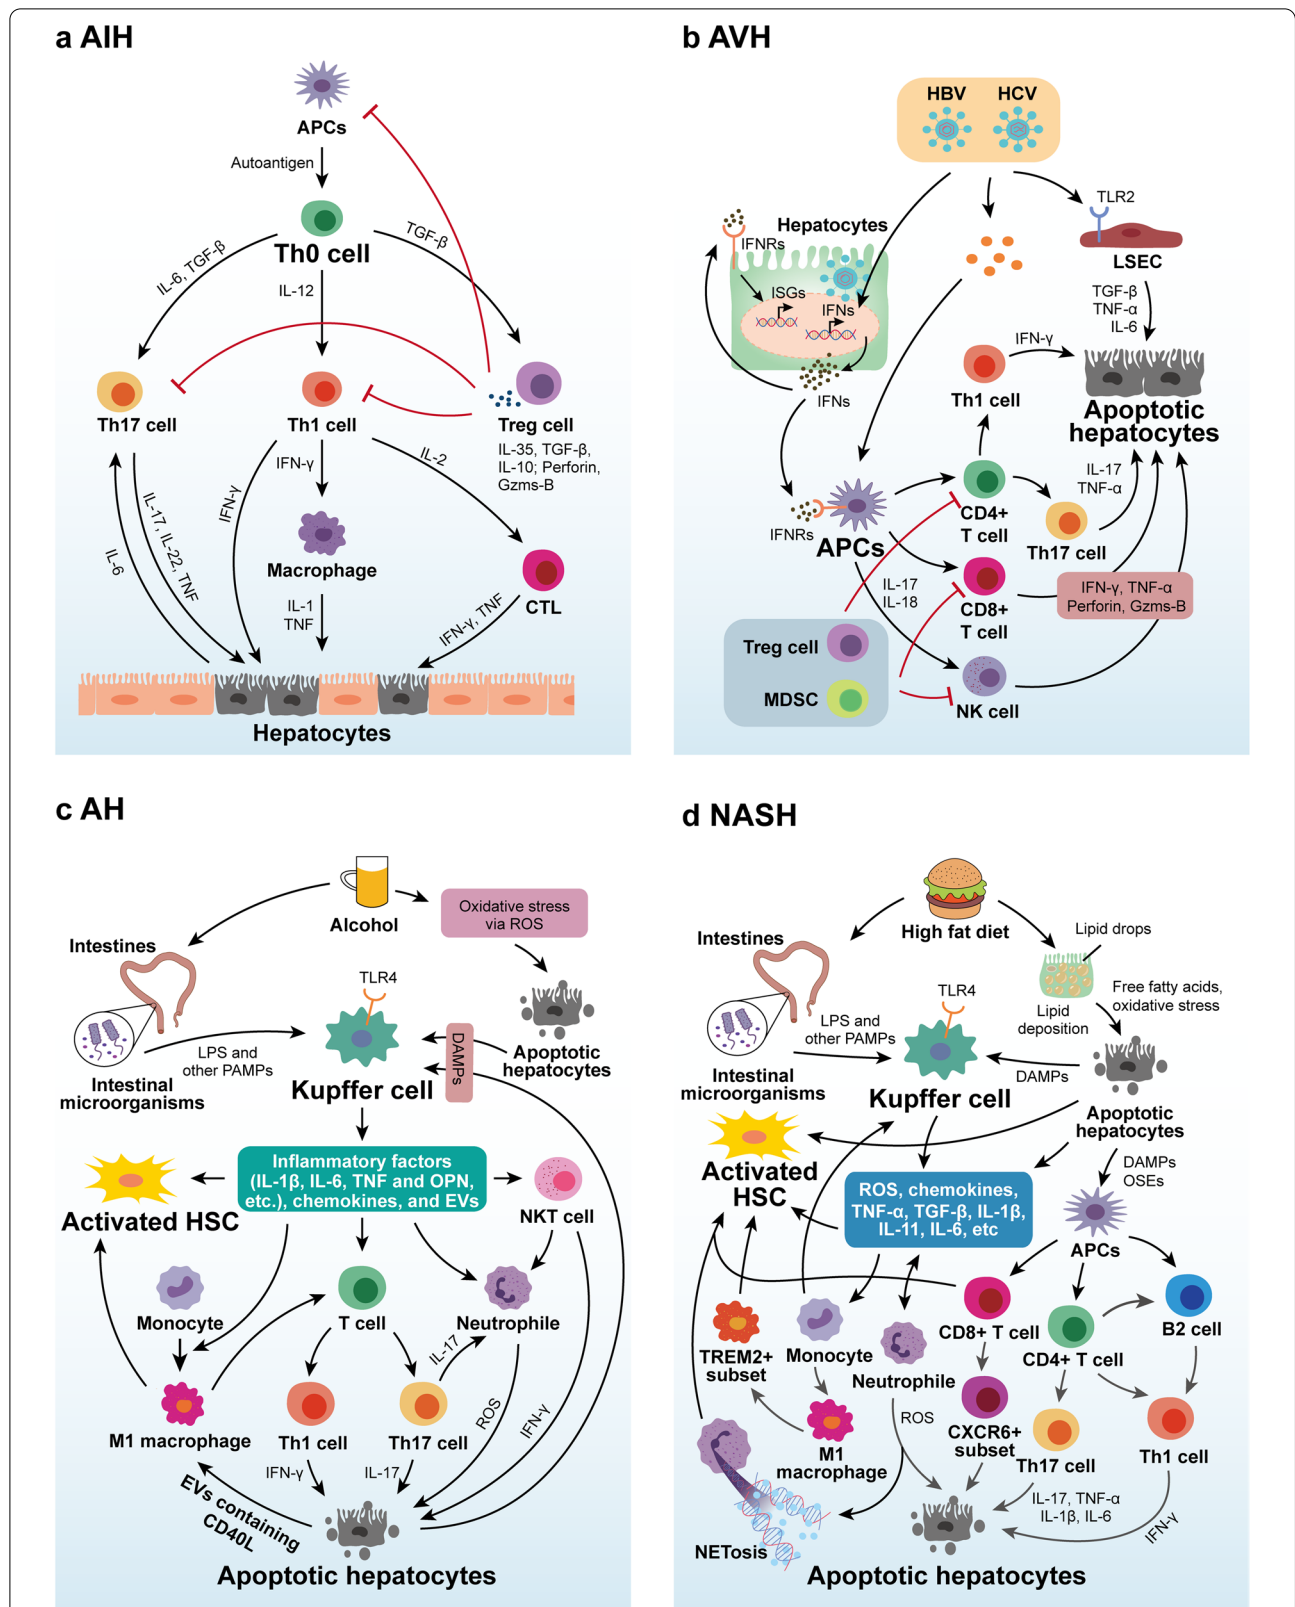 a AIH
APCs
Autoantigen
Th0 cell
IL-6, TGF-β
TGF-β
IL-12
Th17 cell
Th1 cell
Treg cell
IL-35, TGF-β,
IL-10; Perforin,
Gzms-B
IL-2
IFN-γ
IFN-γ
IL-17, IL-22, TNF
IL-6
Macrophage
CTL
IL-1
TNF
IFN-γ, TNF
Hepatocytes
b AVH
HBV
HCV
TLR2
Hepatocytes
IFNRs
LSEC
ISGs
IFNs
TGF-β
TNF-α
IL-6
IFN-γ
IFNs
Th1 cell
Apoptotic
hepatocytes
IL-17
TNF-α
IFNRs
APCs
CD4+
T cell
Th17 cell
IL-17
IL-18
CD8+
T cell
IFN-γ, TNF-α
Perforin, Gzms-B
Treg cell
MDSC
NK cell
c AH
Alcohol
Oxidative stress
via ROS
Intestines
TLR4
LPS and
other PAMPs
DAMPs
Apoptotic
hepatocytes
Intestinal
microorganisms
Kupffer cell
Inflammatory factors
(IL-1β, IL-6, TNF and OPN,
etc.), chemokines, and EVs
Activated HSC
NKT cell
Monocyte
T cell
Neutrophile
IL-17
M1 macrophage
Th1 cell
Th17 cell
ROS
IFN-γ
IFN-γ
IL-17
EVs containing
CD40L
Apoptotic hepatocytes
d NASH
High fat diet
Intestines
Lipid drops
TLR4
Free fatty acids,
oxidative stress
Lipid
deposition
LPS and
other PAMPs
DAMPs
Intestinal
microorganisms
Kupffer cell
Apoptotic
hepatocytes
Activated
HSC
DAMPs
OSEs
ROS, chemokines,
TNF-α, TGF-β, IL-1β,
IL-11, IL-6, etc
APCs
TREM2+
subset
Monocyte
Neutrophile
CD8+ T cell
CD4+ T cell
B2 cell
ROS
CXCR6+
subset
M1
macrophage
Th17 cell
Th1 cell
IL-17, TNF-α
IL-1β, IL-6
IFN-γ
NETosis
Apoptotic hepatocytes